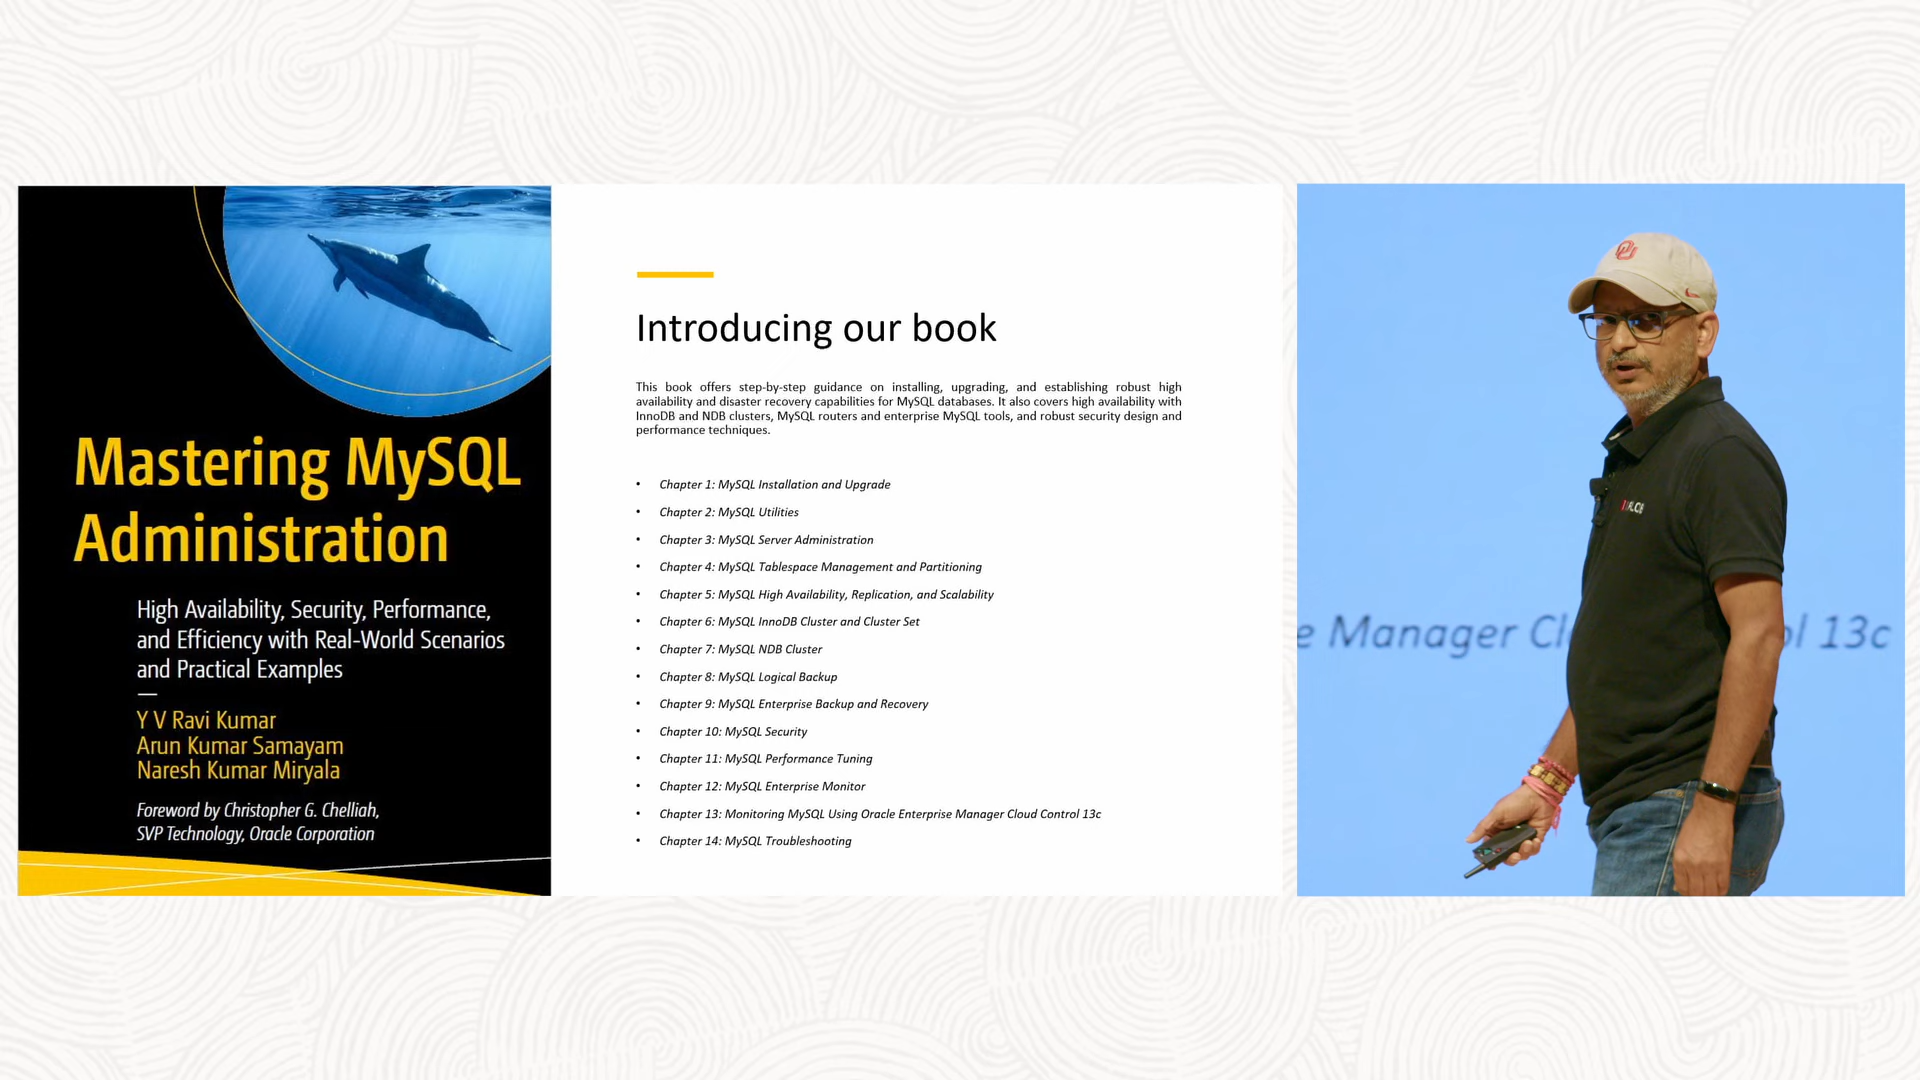 Mastering MySQL
Administration
High Availability, Security, Performance,
and Efficiency with Real-World Scenarios
and Practical Examples
Y V Ravi Kumar
Arun Kumar Samayam
Naresh Kumar Miryala
Foreword by Christopher G. Chelliah,
SVP Technology, Oracle Corporation
Introducing our book
This book offers step-by-step guidance on installing, upgrading, and establishing robust high
availability and disaster recovery capabilities for MySQL databases. It also covers high availability with
InnoDB and NDB clusters, MySQL routers and enterprise MySQL tools, and robust security design and
performance techniques.
• Chapter 1: MySQL Installation and Upgrade
• Chapter 2: MySQL Utilities
• Chapter 3: MySQL Server Administration
• Chapter 4: MySQL Tablespace Management and Partitioning
• Chapter 5: MySQL High Availability, Replication, and Scalability
• Chapter 6: MySQL InnoDB Cluster and Cluster Set
• Chapter 7: MySQL NDB Cluster
• Chapter 8: MySQL Logical Backup
• Chapter 9: MySQL Enterprise Backup and Recovery
• Chapter 10: MySQL Security
• Chapter 11: MySQL Performance Tuning
• Chapter 12: MySQL Enterprise Monitor
• Chapter 13: Monitoring MySQL Using Oracle Enterprise Manager Cloud Control 13c
• Chapter 14: MySQL Troubleshooting
e Manager Cl ol 13c